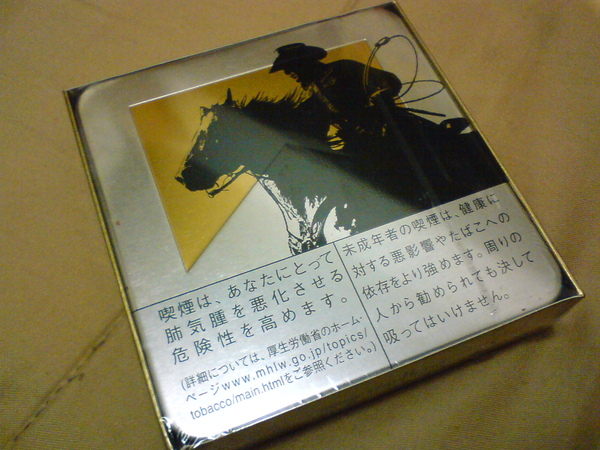 喫煙は、あなたにとって
肺気腫を悪化させる
危険性を高めます。
(詳細については、厚生労働省のホーム・
ページwww.mhlw.go.jp/topics/
tobacco/main.htmlをご参照ください。)
未成年者の喫煙は、健康に
対する悪影響やたばこへの
依存をより強めます。周りの
人から勧められても決して
吸ってはいけません。